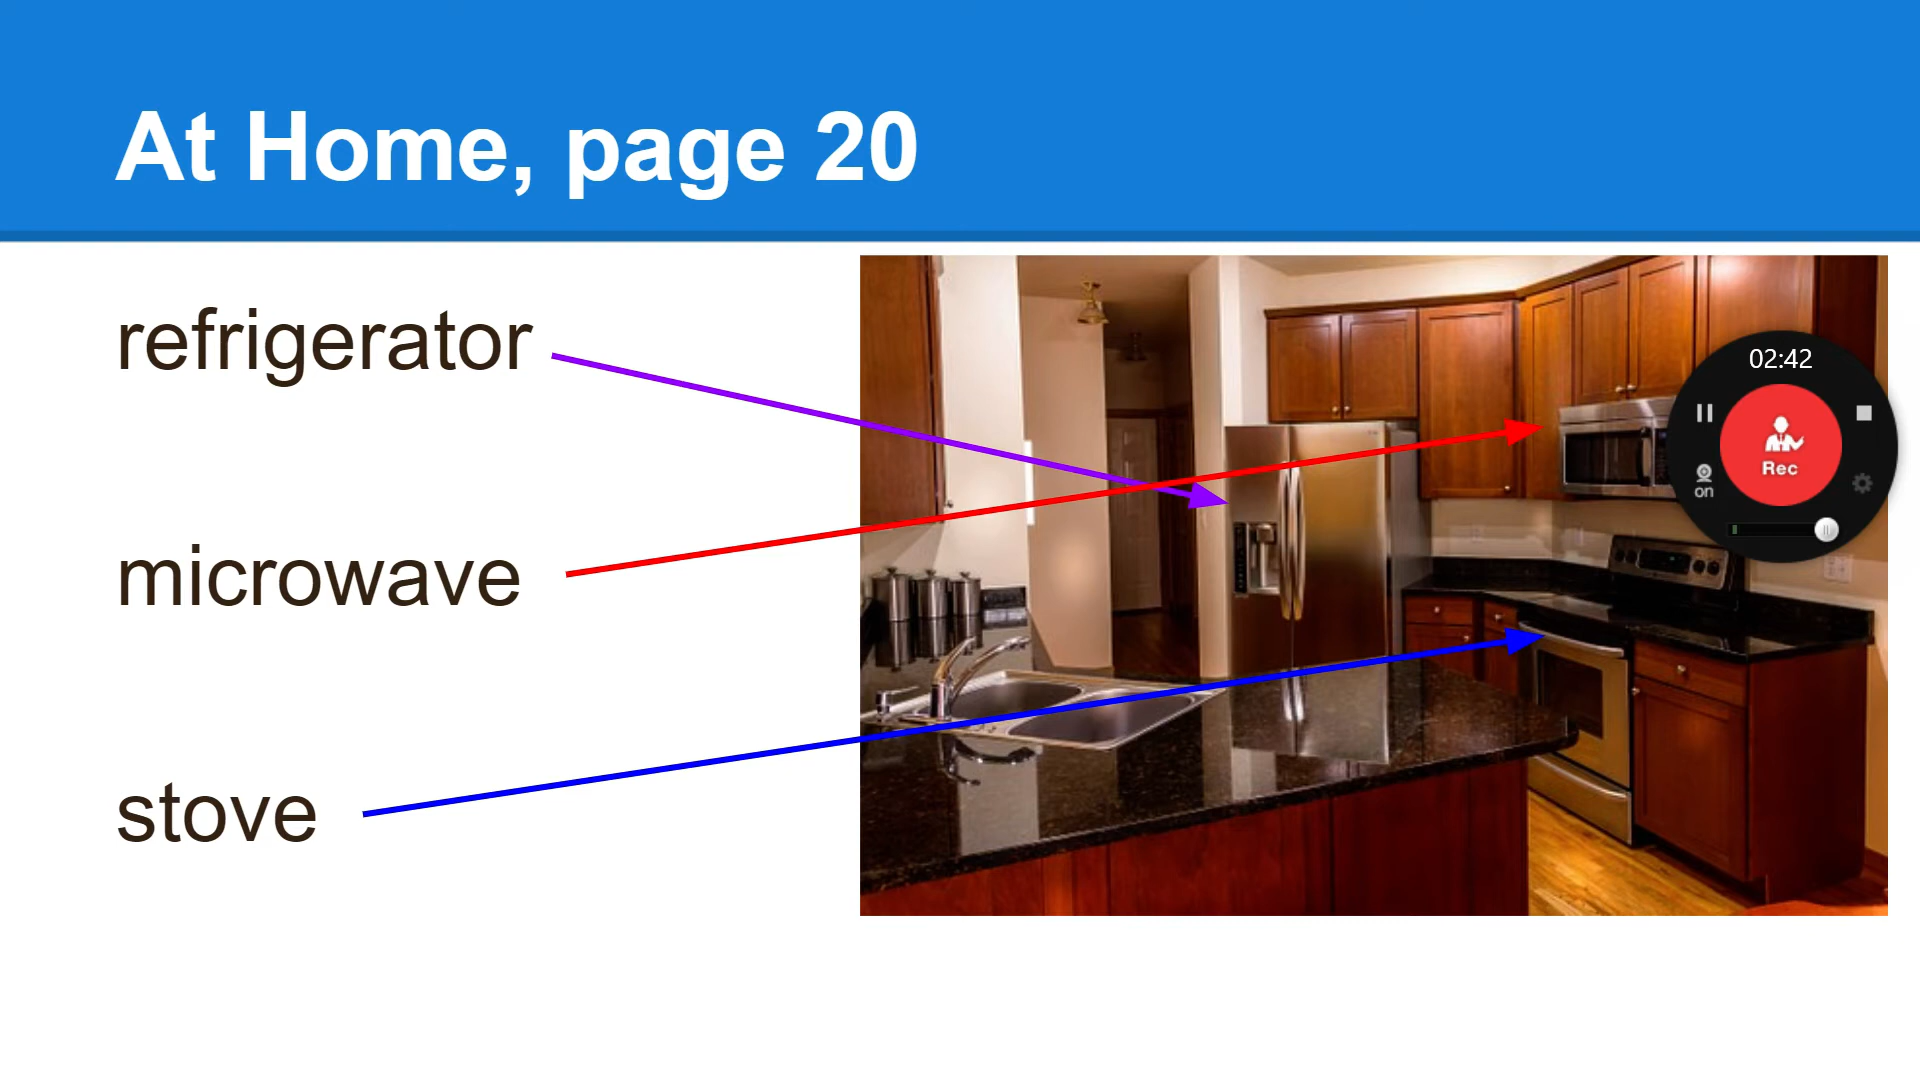 At Home, page 20
refrigerator
microwave
stove
02:42
Rec
on